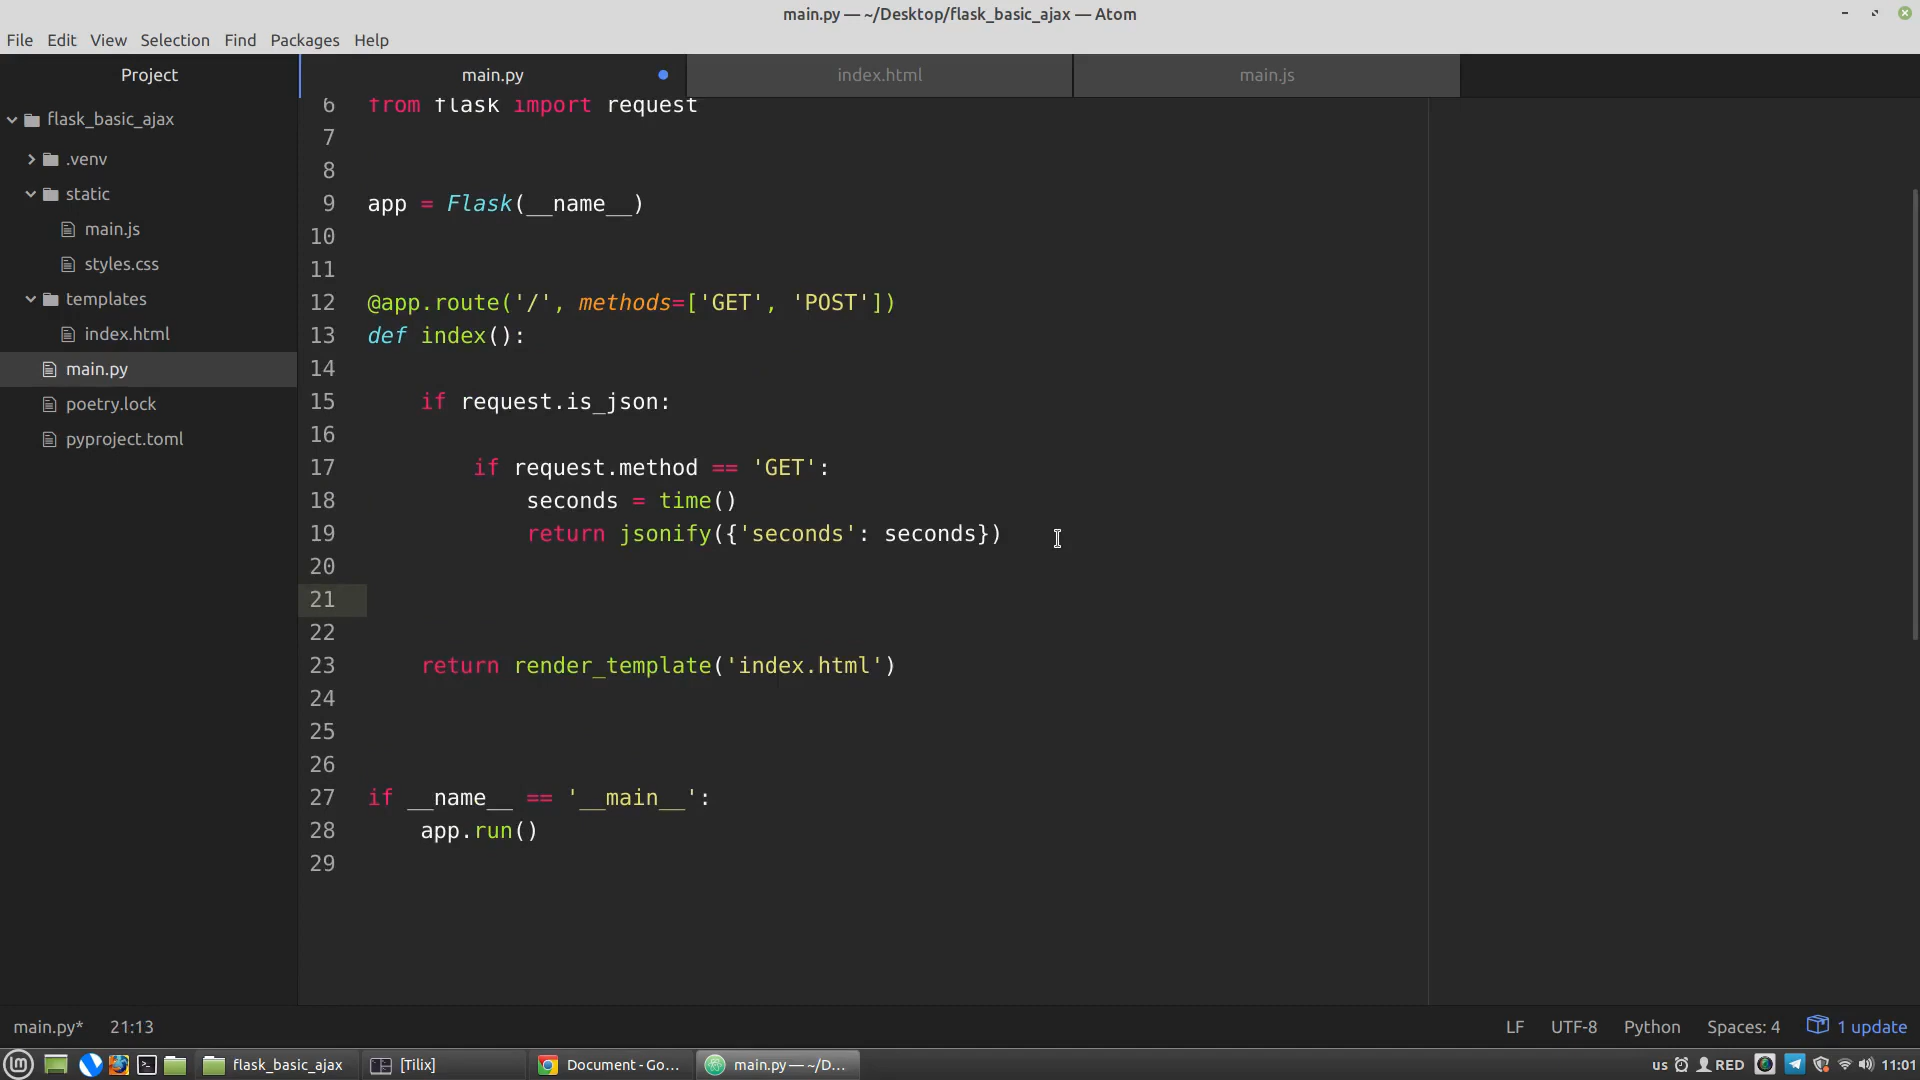 main.py — ~/Desktop/flask_basic_ajax — Atom
File Edit View Selection Find Packages Help
Project
main.py
index.html
main.js
flask_basic_ajax
.venv
static
main.js
styles.css
templates
index.html
main.py
poetry.lock
pyproject.toml
6 from flask import request
7
8
9 app = Flask(__name__)
10
11
12 @app.route('/', methods=['GET', 'POST'])
13 def index():
14
15     if request.is_json:
16
17         if request.method == 'GET':
18             seconds = time()
19             return jsonify({'seconds': seconds})
20
21
22
23     return render_template('index.html')
24
25
26
27 if __name__ == '__main__':
28     app.run()
29
main.py* 21:13 LF UTF-8 Python Spaces: 4 1 update
flask_basic_ajax [Tilix] Document - Go... main.py — ~/D... us RED 11:01